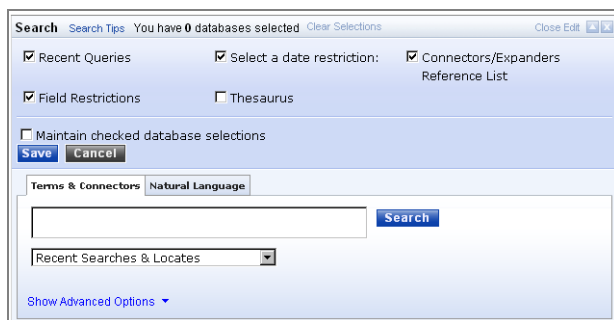 Search Search Tips You have 0 databases selected Clear Selections Close Edit
Recent Queries Select a date restriction: Connectors/Expanders
Reference List
Field Restrictions Thesaurus
Maintain checked database selections
Save Cancel
Terms & Connectors Natural Language
Search
Recent Searches & Locates
Show Advanced Options